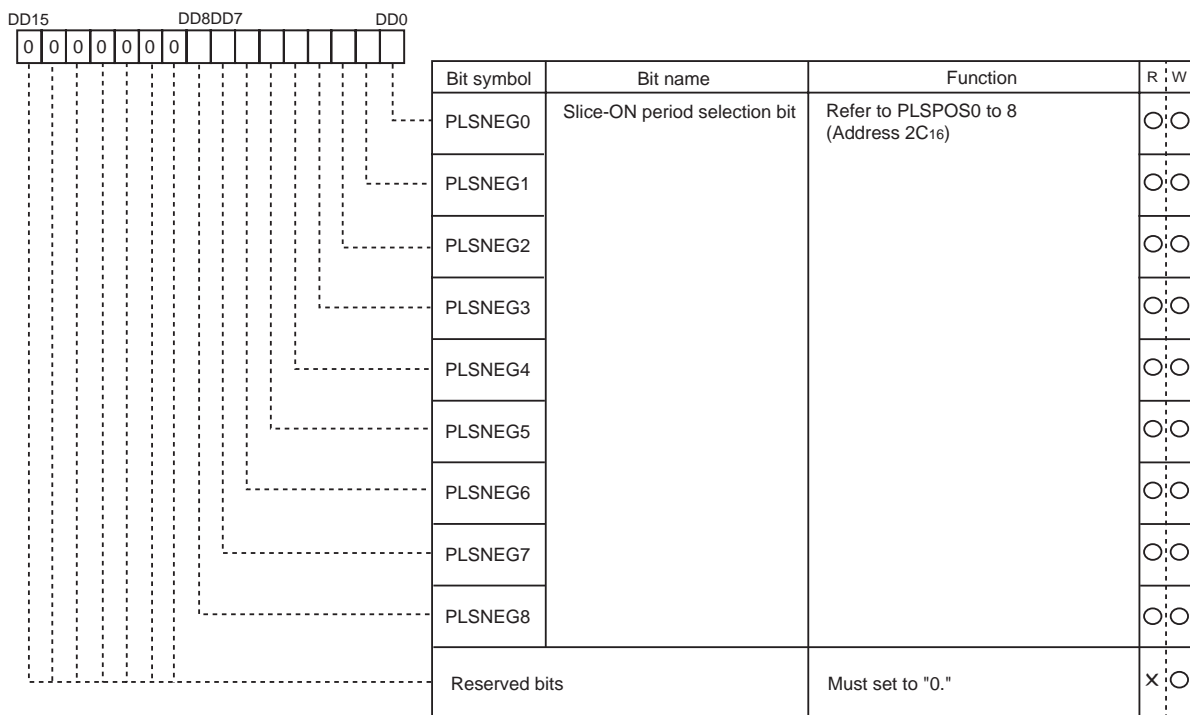 DD15 DD8DD7 DD0
0 0 0 0 0 0 0
Bit symbol Bit name Function R W
PLSNEG0 Slice-ON period selection bit Refer to PLSPOS0 to 8
(Address 2C16)
PLSNEG1
PLSNEG2
PLSNEG3
PLSNEG4
PLSNEG5
PLSNEG6
PLSNEG7
PLSNEG8
Reserved bits Must set to "0."